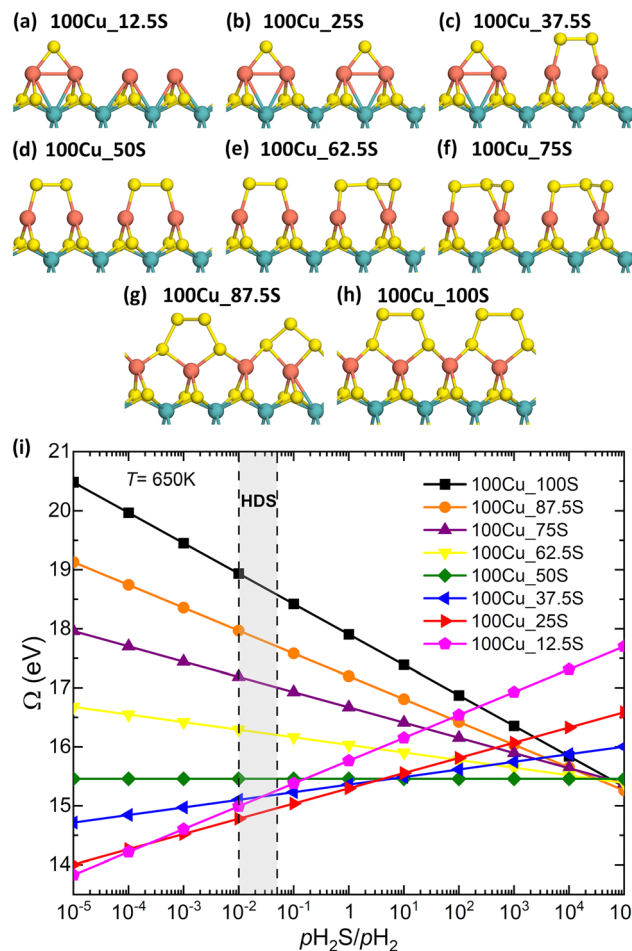 (a) 100Cu_12.5S
(b) 100Cu_25S
(c) 100Cu_37.5S
(d) 100Cu_50S
(e) 100Cu_62.5S
(f) 100Cu_75S
(g) 100Cu_87.5S
(h) 100Cu_100S
(i)
21
20
19
18
17
16
15
14
Ω (eV)
T= 650K
HDS
100Cu_100S
100Cu_87.5S
100Cu_75S
100Cu_62.5S
100Cu_50S
100Cu_37.5S
100Cu_25S
100Cu_12.5S
10⁻⁵ 10⁻⁴ 10⁻³ 10⁻² 10⁻¹ 1 10¹ 10² 10³ 10⁴ 10
pH₂S/pH₂